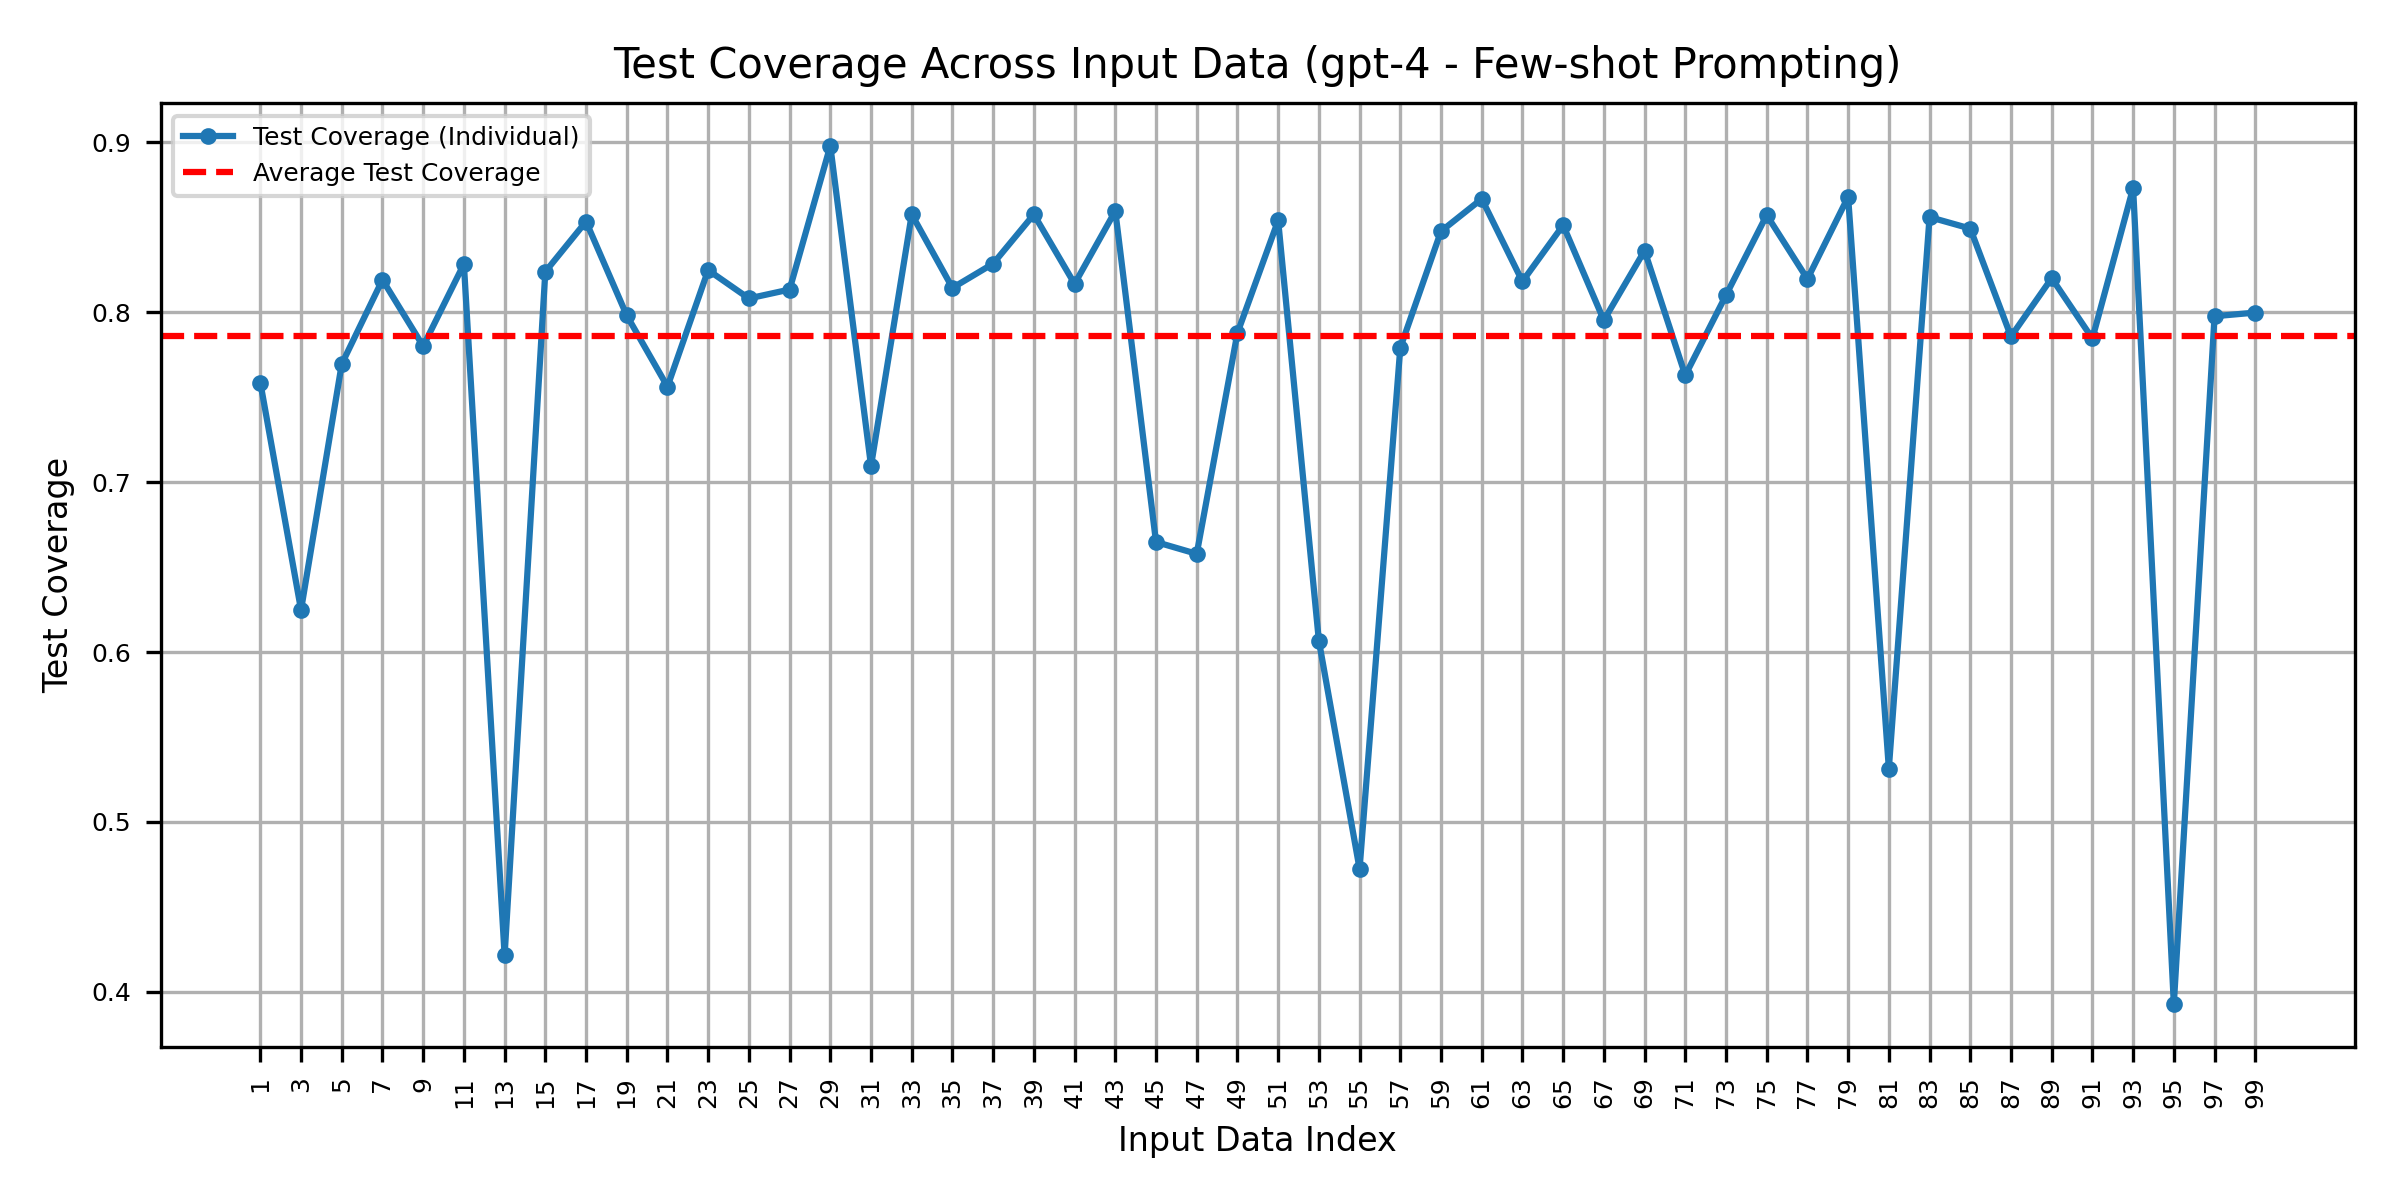 Test Coverage Across Input Data (gpt-4 - Few-shot Prompting)
Test Coverage (Individual)
Average Test Coverage
Test Coverage
0.9
0.8
0.7
0.6
0.5
0.4
1 3 5 7 9 11 13 15 17 19 21 23 25 27 29 31 33 35 37 39 41 43 45 47 49 51 53 55 57 59 61 63 65 67 69 71 73 75 77 79 81 83 85 87 89 91 93 95 97 99
Input Data Index